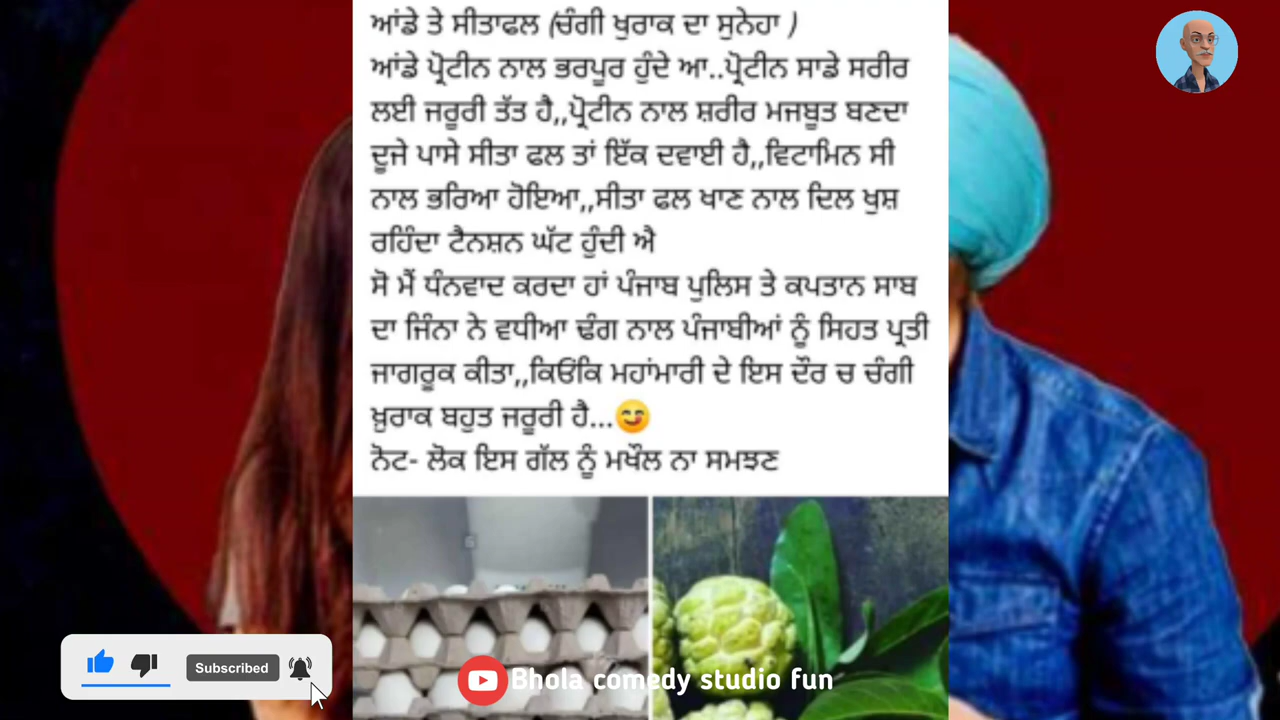 ਆਂਡੇ ਤੇ ਸੀਤਾਫਲ (ਚੰਗੀ ਖੁਰਾਕ ਦਾ ਸੁਨੇਹਾ )
ਆਂਡੇ ਪ੍ਰੋਟੀਨ ਨਾਲ ਭਰਪੂਰ ਹੁੰਦੇ ਆ..ਪ੍ਰੋਟੀਨ ਸਾਡੇ ਸਰੀਰ
ਲਈ ਜਰੂਰੀ ਤੱਤ ਹੈ,,ਪ੍ਰੋਟੀਨ ਨਾਲ ਸ਼ਰੀਰ ਮਜਬੂਤ ਬਣਦਾ
ਦੂਜੇ ਪਾਸੇ ਸੀਤਾ ਫਲ ਤਾਂ ਇੱਕ ਦਵਾਈ ਹੈ,,ਵਿਟਾਮਿਨ ਸੀ
ਨਾਲ ਭਰਿਆ ਹੋਇਆ,,ਸੀਤਾ ਫਲ ਖਾਣ ਨਾਲ ਦਿਲ ਖੁਸ਼
ਰਹਿੰਦਾ ਟੈਨਸ਼ਨ ਘੱਟ ਹੁੰਦੀ ਐ
ਸੋ ਮੈਂ ਧੰਨਵਾਦ ਕਰਦਾ ਹਾਂ ਪੰਜਾਬ ਪੁਲਿਸ ਤੇ ਕਪਤਾਨ ਸਾਬ
ਦਾ ਜਿੰਨਾ ਨੇ ਵਧੀਆ ਢੰਗ ਨਾਲ ਪੰਜਾਬੀਆਂ ਨੂੰ ਸਿਹਤ ਪ੍ਰਤੀ
ਜਾਗਰੂਕ ਕੀਤਾ,,ਕਿਓਂਕਿ ਮਹਾਂਮਾਰੀ ਦੇ ਇਸ ਦੌਰ ਚ ਚੰਗੀ
ਖ਼ੁਰਾਕ ਬਹੁਤ ਜਰੂਰੀ ਹੈ...😋
ਨੋਟ- ਲੋਕ ਇਸ ਗੱਲ ਨੂੰ ਮਖੌਲ ਨਾ ਸਮਝਣ
Subscribed
Bhola comedy studio fun